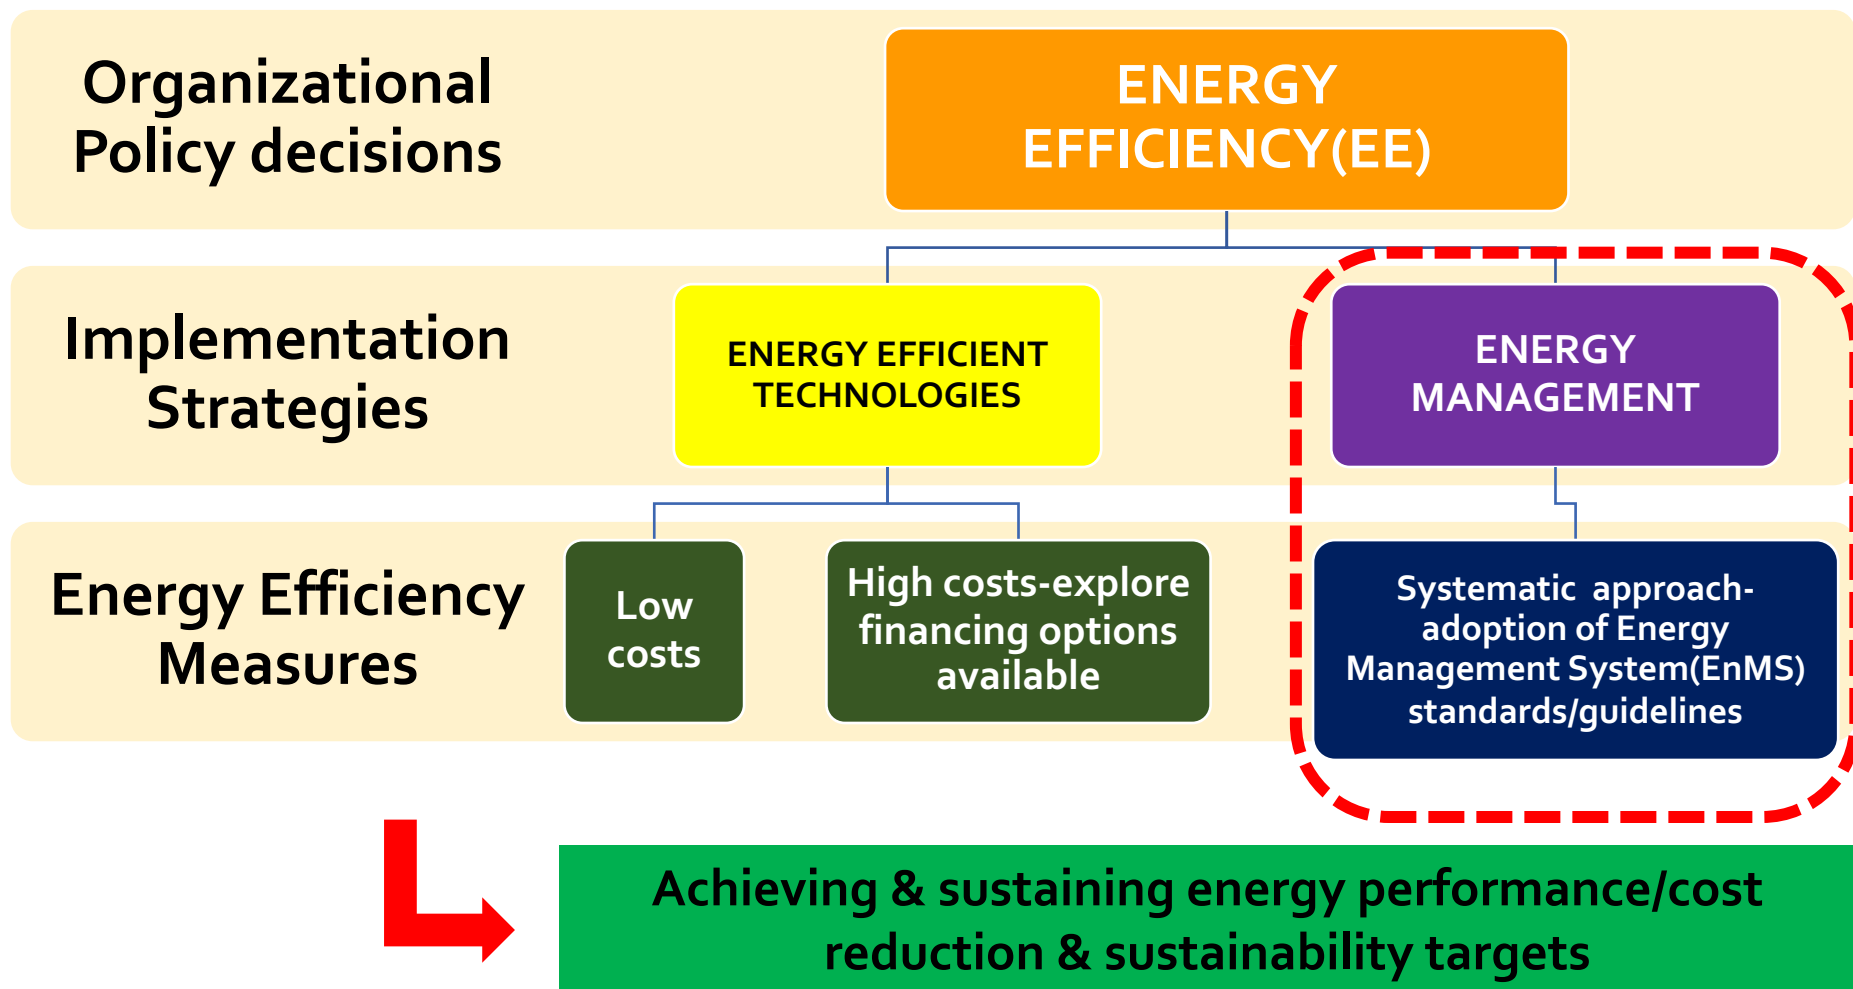 Organizational
Policy decisions
ENERGY
EFFICIENCY(EE)
Implementation
Strategies
ENERGY EFFICIENT
TECHNOLOGIES
ENERGY
MANAGEMENT
Energy Efficiency
Measures
Low
costs
High costs-explore
financing options
available
Systematic approach-
adoption of Energy
Management System(EnMS)
standards/guidelines
Achieving & sustaining energy performance/cost
reduction & sustainability targets